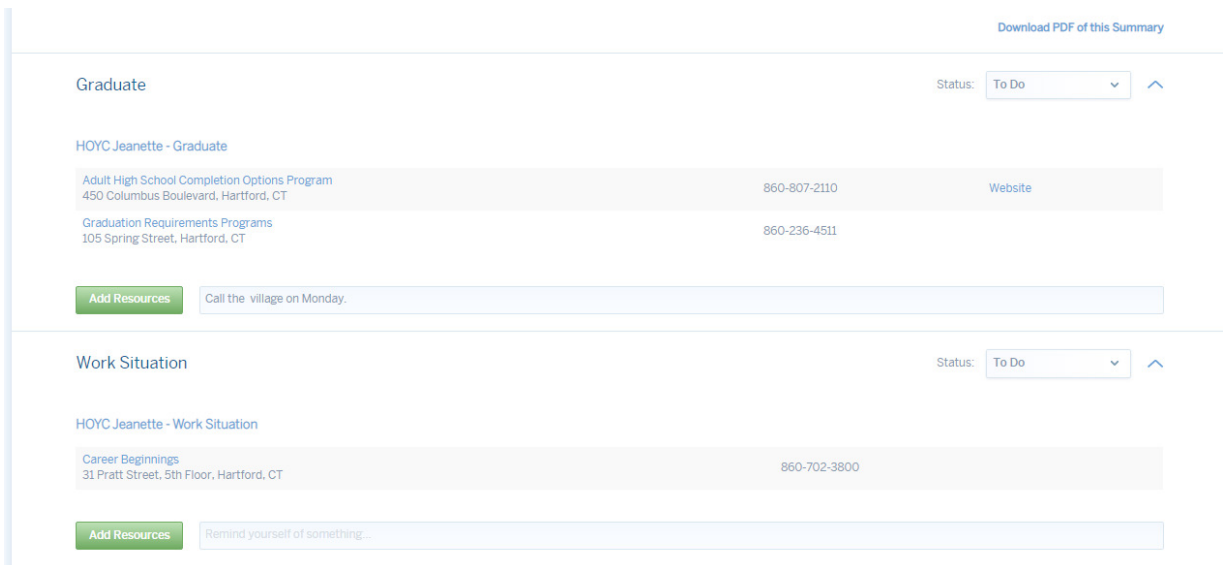 Download PDF of this Summary
Graduate
Status: To Do
HOYC Jeanette - Graduate
Adult High School Completion Options Program
450 Columbus Boulevard, Hartford, CT
860-807-2110
Website
Graduation Requirements Programs
105 Spring Street, Hartford, CT
860-236-4511
Add Resources
Call the village on Monday.
Work Situation
Status: To Do
HOYC Jeanette - Work Situation
Career Beginnings
31 Pratt Street, 5th Floor, Hartford, CT
860-702-3800
Add Resources
Remind yourself of something...